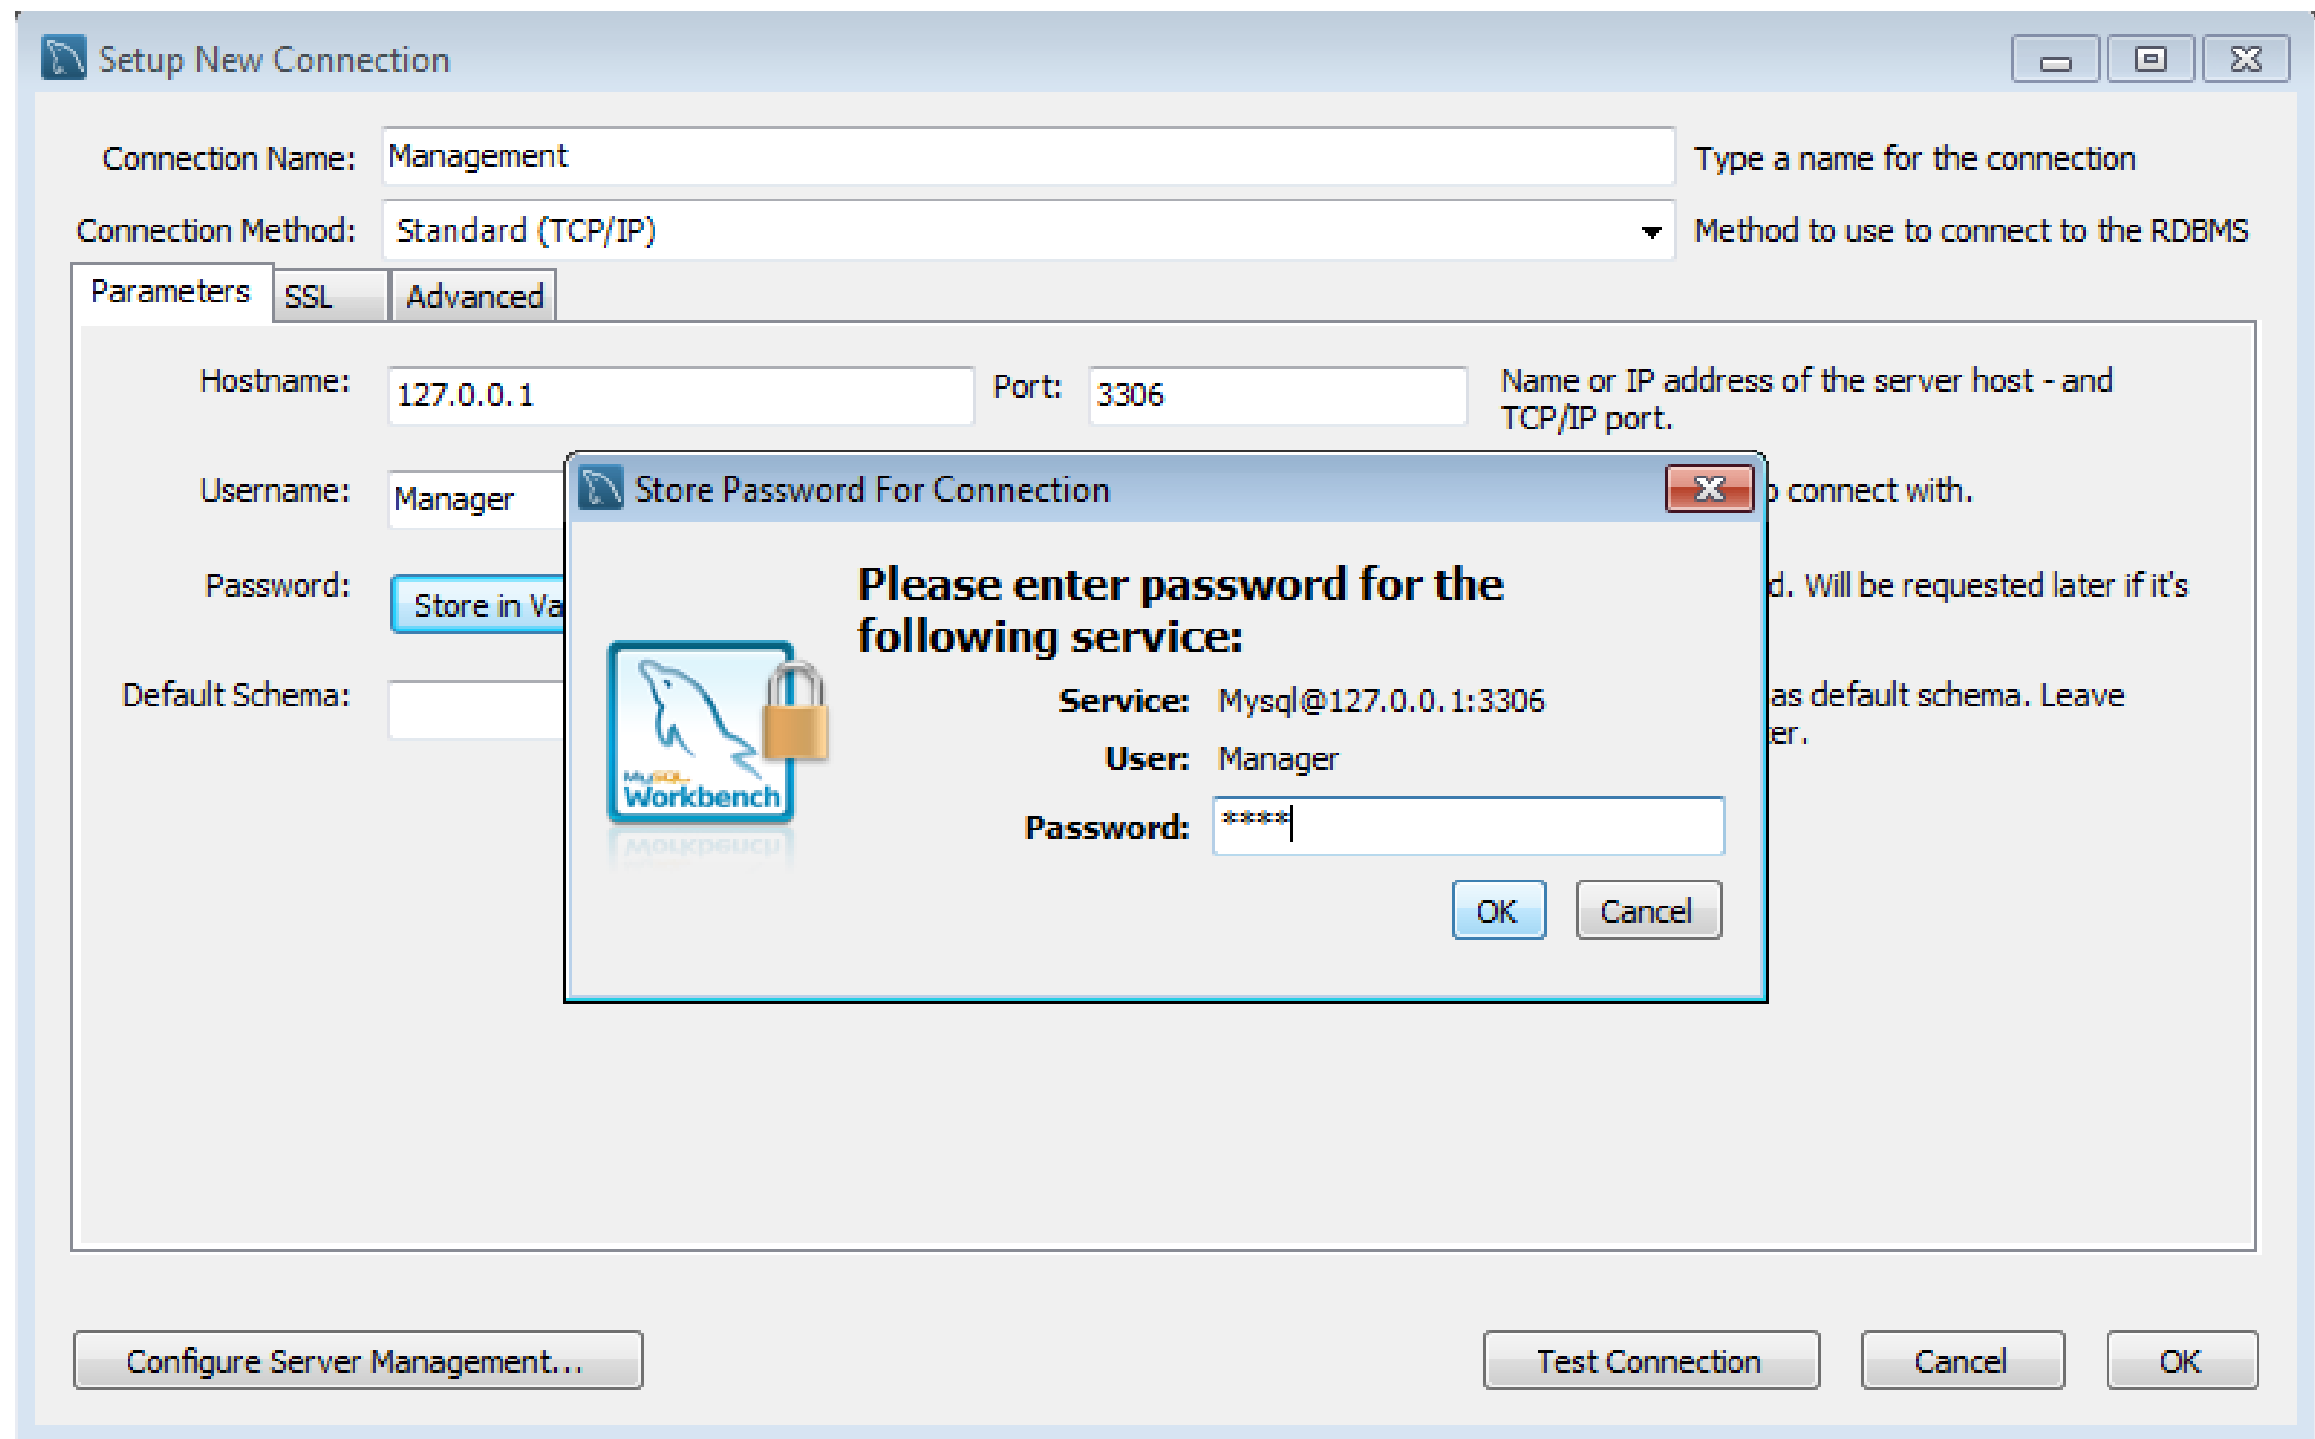 Setup New Connection
Connection Name: Management Type a name for the connection
Connection Method: Standard (TCP/IP) Method to use to connect to the RDBMS
Parameters SSL Advanced
Hostname: 127.0.0.1 Port: 3306 Name or IP address of the server host - and
TCP/IP port.
Username: Manager connect with.
Password: Store in Will be requested later if it's
Default Schema: as default schema. Leave
Store Password For Connection
Please enter password for the
following service:
Service: Mysql@127.0.0.1:3306
User: Manager
Password: ****
MySQL
Workbench
OK Cancel
Configure Server Management... Test Connection Cancel OK